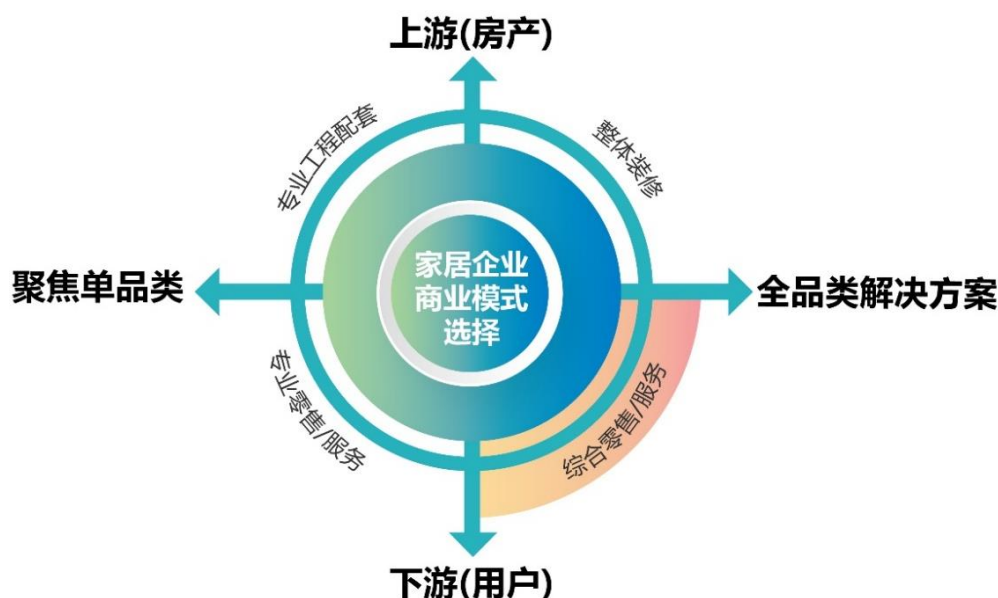 上游(房产)
专业工程配套
整体装修
聚焦单品类
家居企业
商业模式
选择
全品类解决方案
专业零售/服务
综合零售/服务
下游(用户)